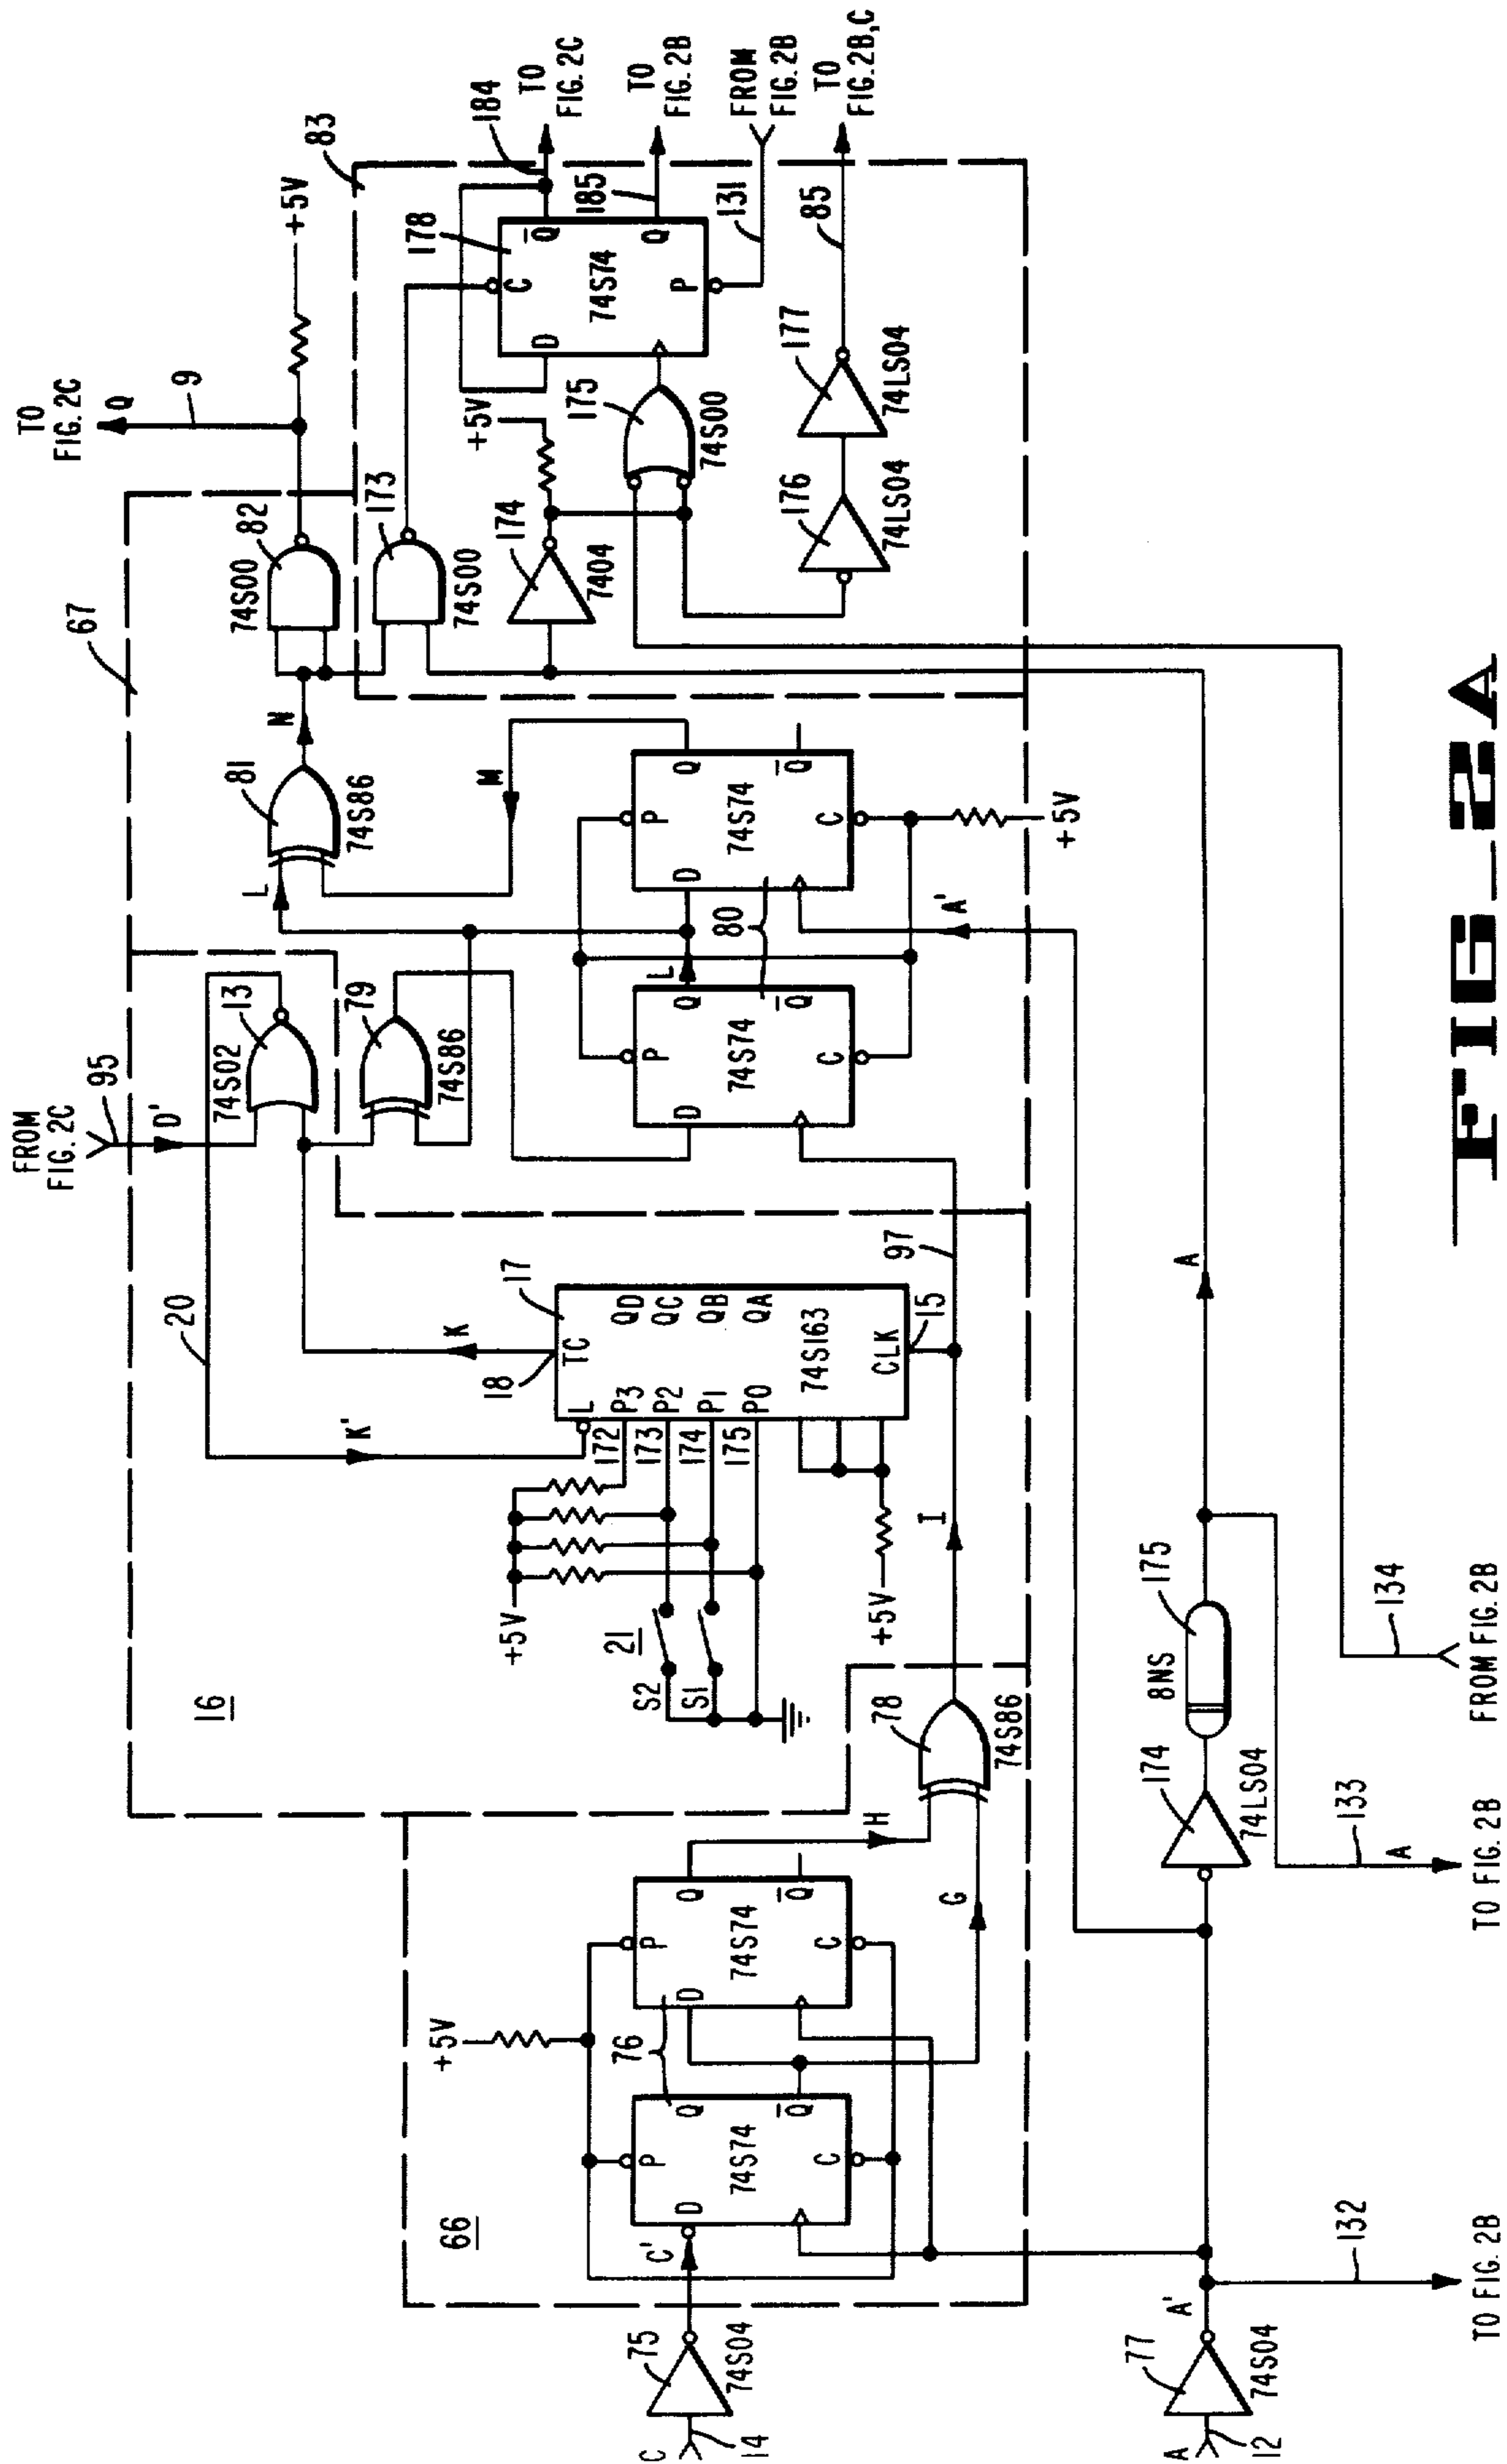 TO
FIG. 2C
Q
9
67
82
74S00
+5V
83
184
TO
FIG. 2C
178
Q̅
D
C
74S74
Q
P
185
TO
FIG. 2B
131
FROM
FIG. 2B
85
TO
FIG. 2B,C
173
74S00
+5V
174
7404
175
74S00
176
74LS04
177
74LS04
FROM
FIG. 2C
95
D'
20
13
74S02
79
74S86
L
81
74S86
N
M
K'
K
18
17
TC
L
172
P3
QD
173
P2
QC
174
P1
QB
175
P0
QA
74S163
CLK
15
+5V
21
S2
S1
+5V
16
97
I
D
P
Q
74S74
C
Q̅
L
80
D
P
Q
74S74
C
Q̅
A'
+5V
66
+5V
C
14
75
74S04
C'
D
P
Q
74S74
C
Q̅
76
D
P
Q
74S74
C
Q̅
H
G
78
74S86
A
12
77
74S04
A'
132
TO FIG. 2B
174
74LS04
8NS
175
A
133
A
TO FIG. 2B
134
FROM FIG. 2B
FIG_2A